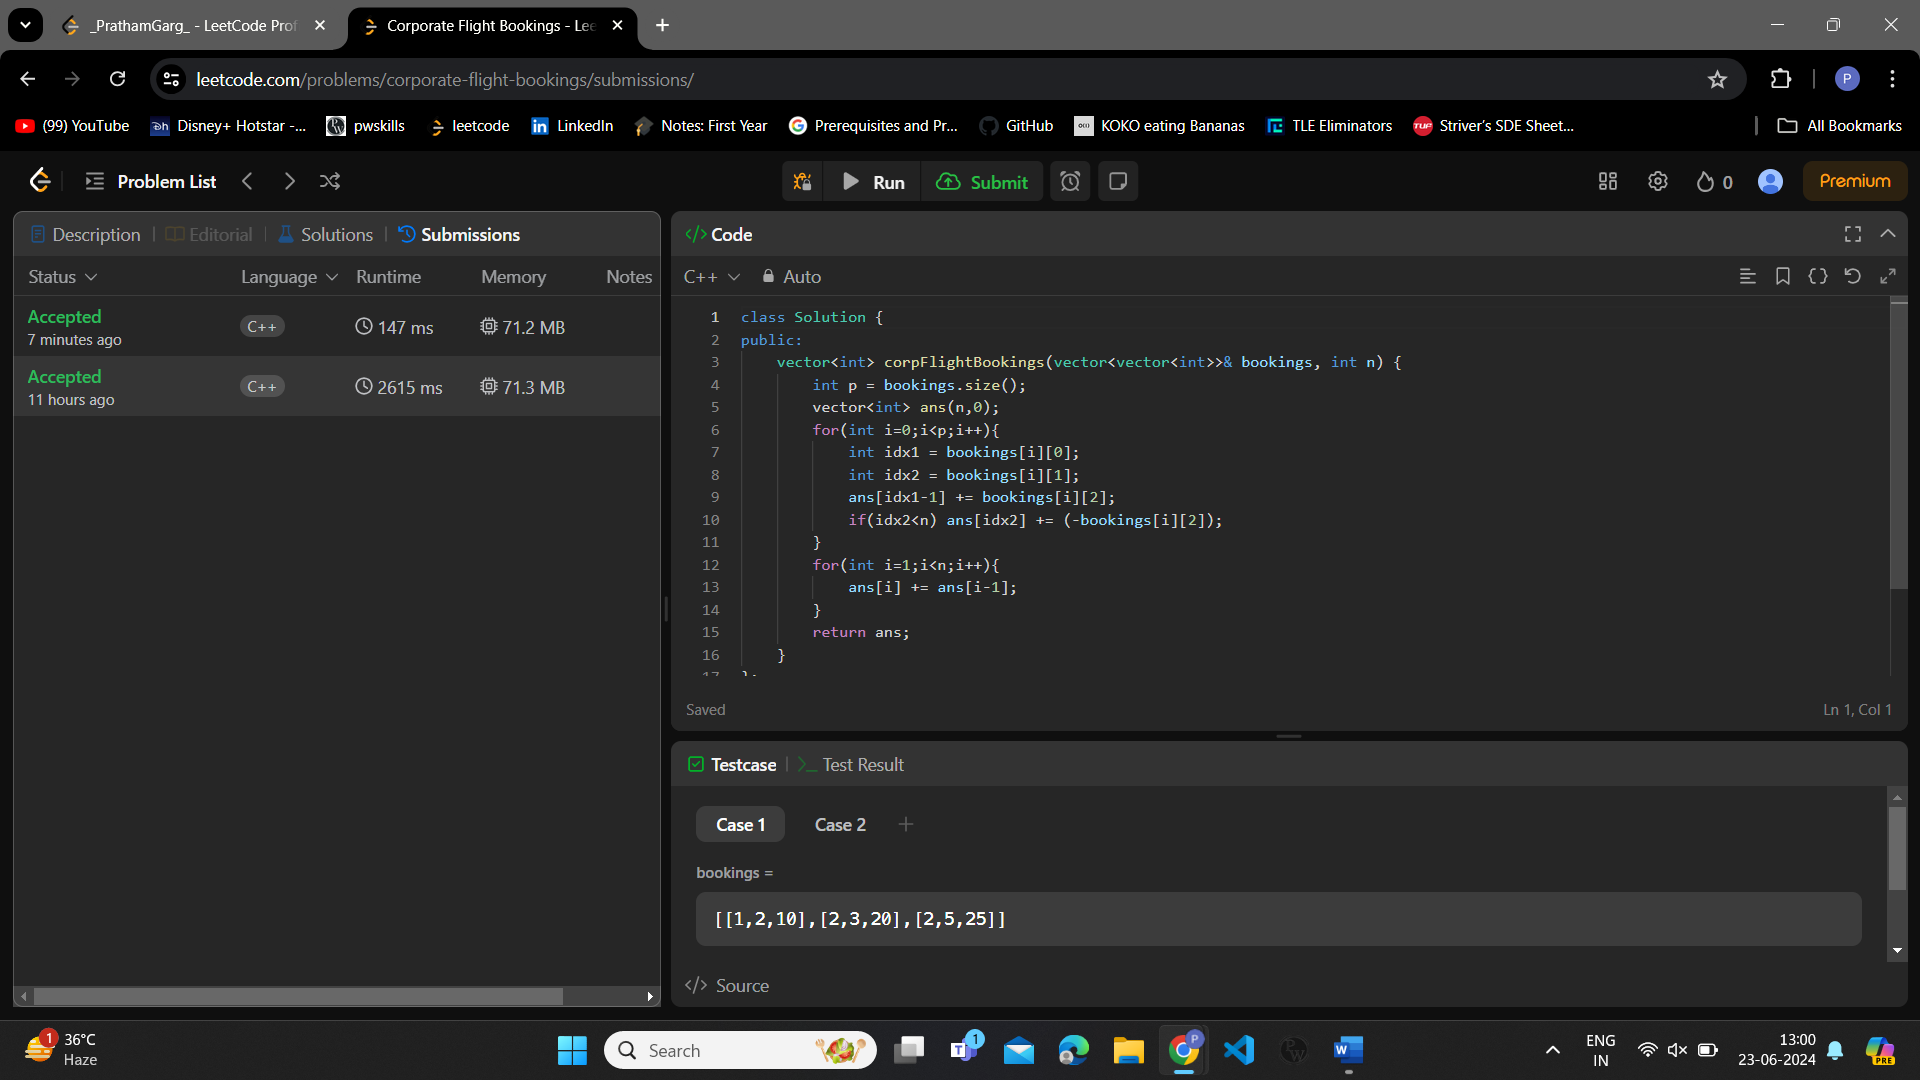 _PrathamGarg_ - LeetCode Prof
Corporate Flight Bookings - Lee
leetcode.com/problems/corporate-flight-bookings/submissions/
P
(99) YouTube
Disney+ Hotstar -...
pwskills
leetcode
LinkedIn
Notes: First Year
Prerequisites and Pr...
GitHub
KOKO eating Bananas
TLE Eliminators
Striver's SDE Sheet...
All Bookmarks
Problem List
Run
Submit
0
Premium
Description
Editorial
Solutions
Submissions
Status
Language
Runtime
Memory
Notes
Accepted
7 minutes ago
C++
147 ms
71.2 MB
Accepted
11 hours ago
C++
2615 ms
71.3 MB
</> Code
C++
Auto
1 class Solution {
2 public:
3     vector<int> corpFlightBookings(vector<vector<int>>& bookings, int n) {
4         int p = bookings.size();
5         vector<int> ans(n,0);
6         for(int i=0;i<p;i++){
7             int idx1 = bookings[i][0];
8             int idx2 = bookings[i][1];
9             ans[idx1-1] += bookings[i][2];
10             if(idx2<n) ans[idx2] += (-bookings[i][2]);
11         }
12         for(int i=1;i<n;i++){
13             ans[i] += ans[i-1];
14         }
15         return ans;
16     }
17 };
Saved
Ln 1, Col 1
Testcase
Test Result
Case 1
Case 2
bookings =
[[1,2,10],[2,3,20],[2,5,25]]
</> Source
1
36°C
Haze
Search
1
P
ENG
IN
13:00
23-06-2024
PRE